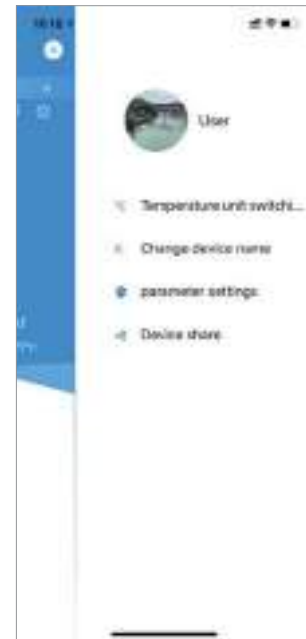 User
Temperature unit switchi...
Change device name
parameter settings
Device share